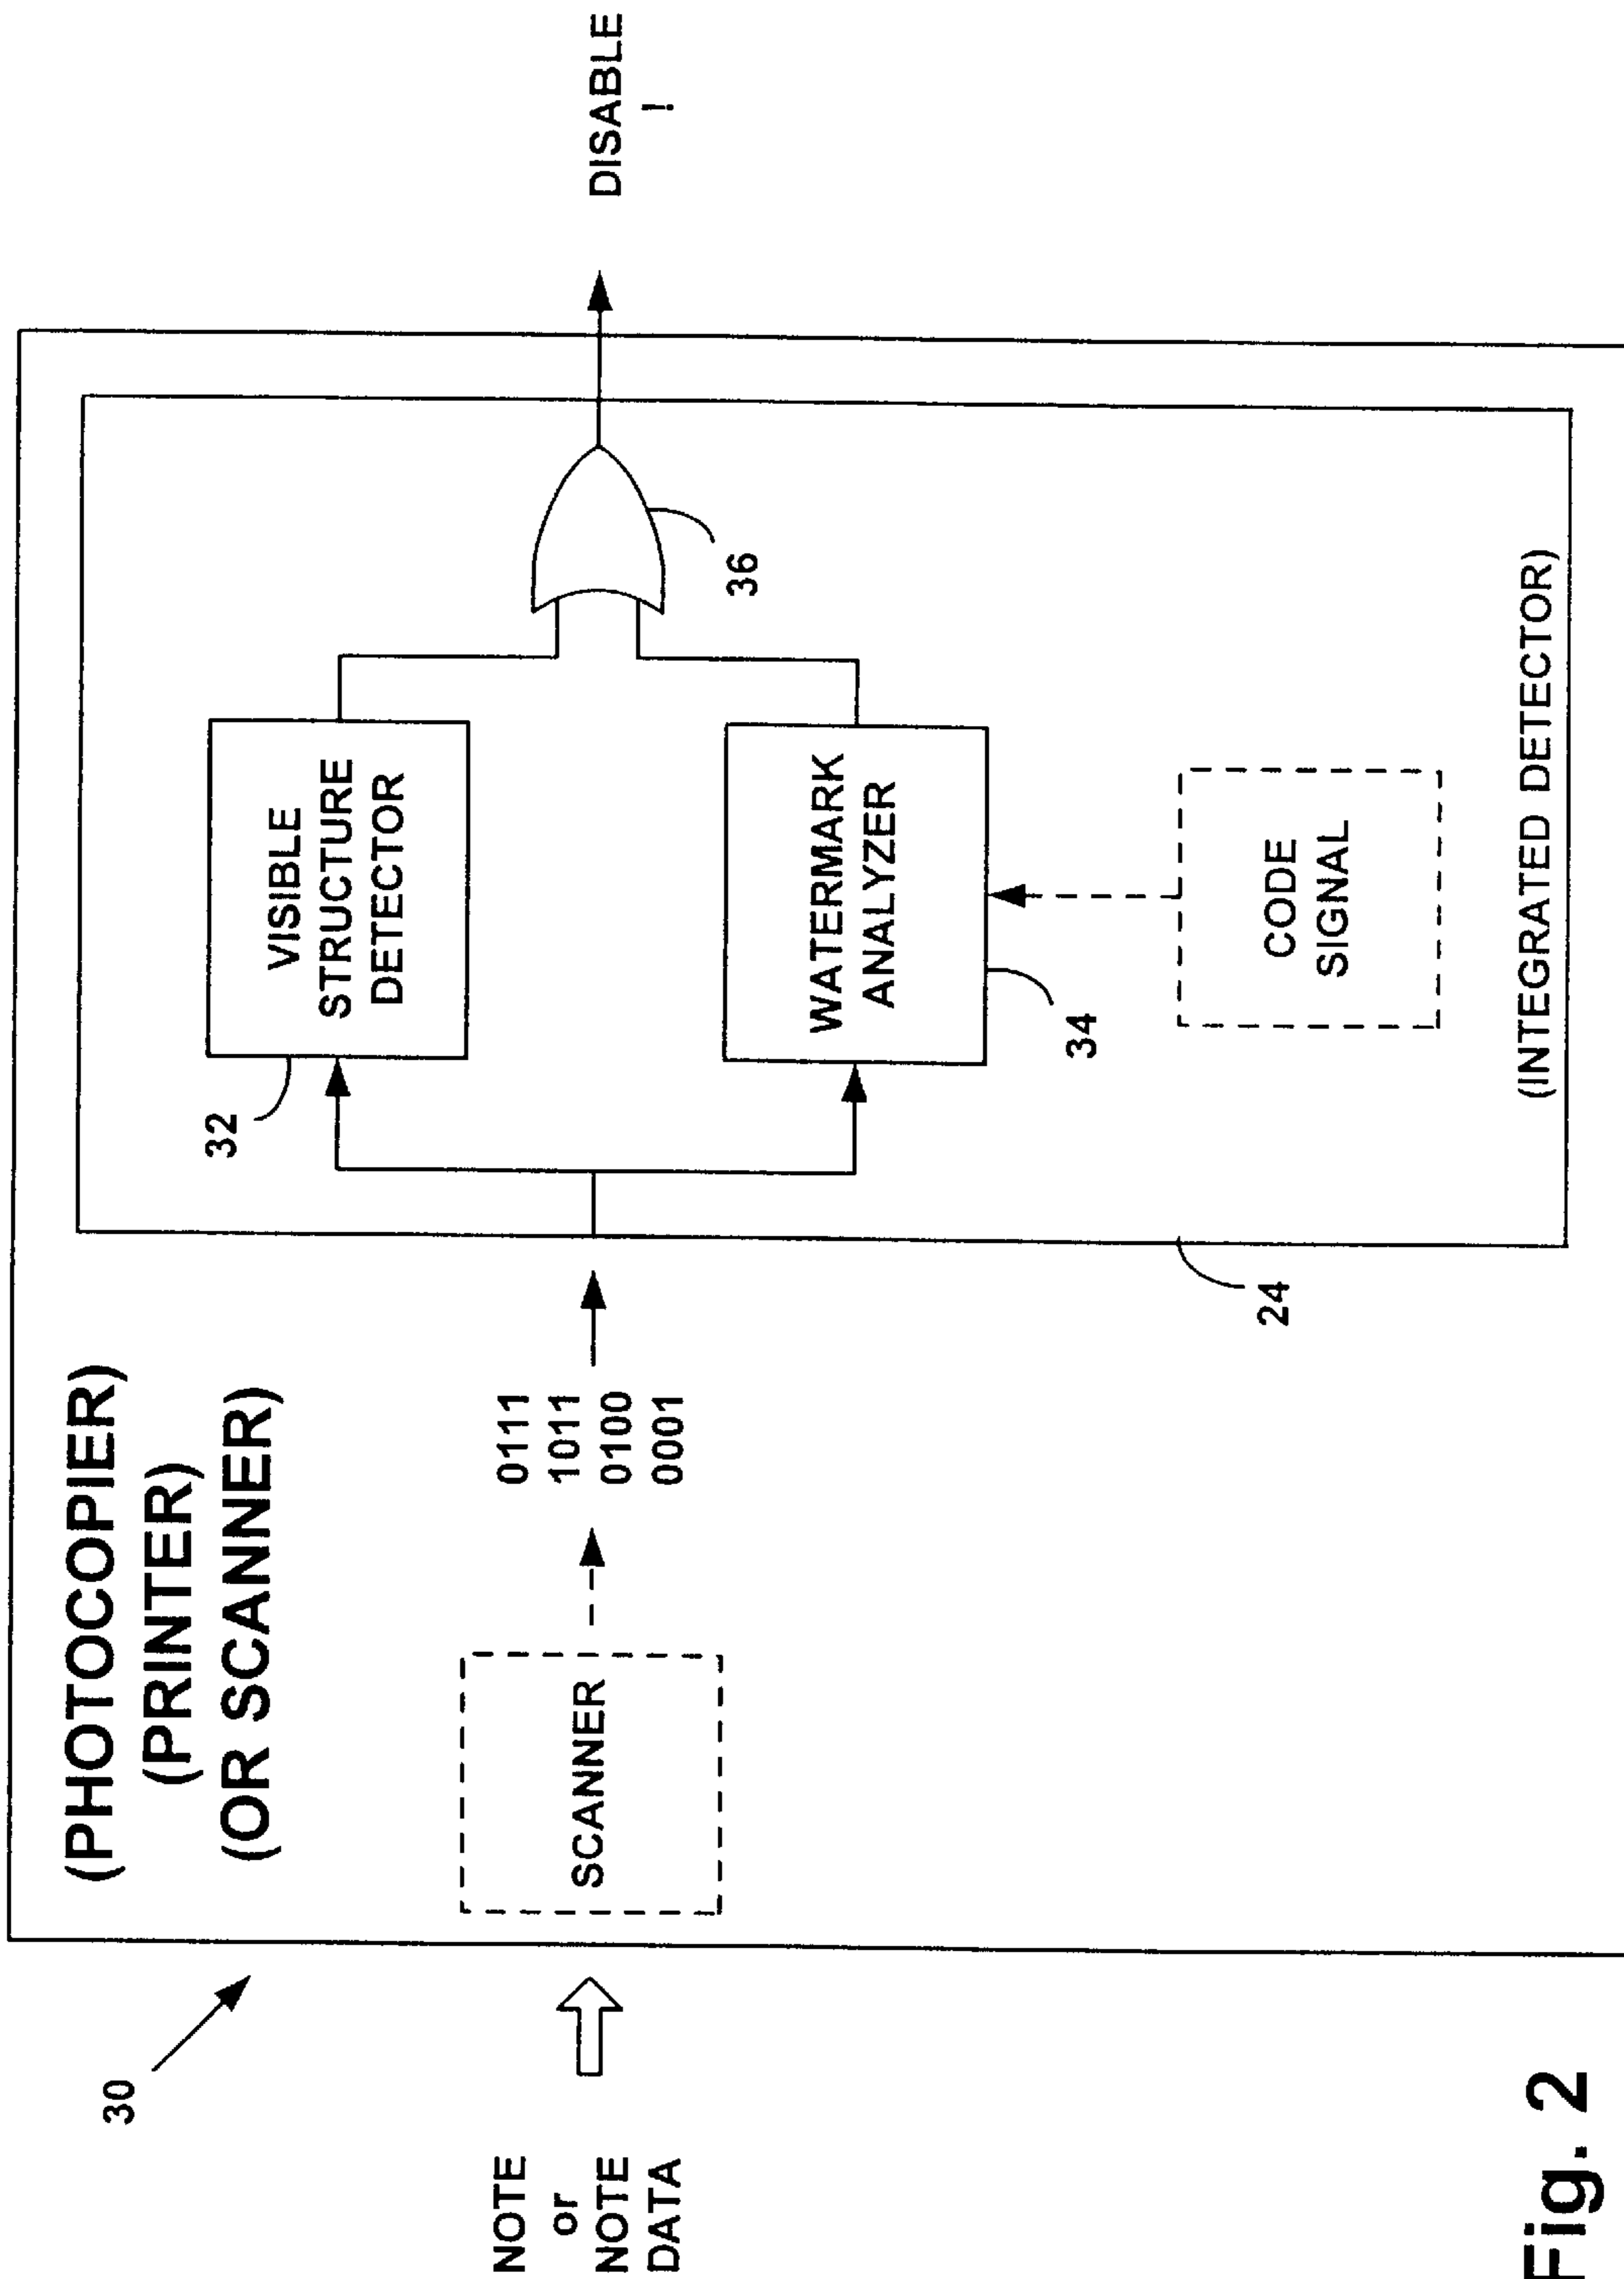 (PHOTOCOPIER)
(PRINTER)
(OR SCANNER)
30
NOTE
or
NOTE
DATA
SCANNER
0111
1011
0100
0001
32
VISIBLE
STRUCTURE
DETECTOR
WATERMARK
ANALYZER
34
CODE
SIGNAL
36
24
(INTEGRATED DETECTOR)
DISABLE
!
Fig. 2